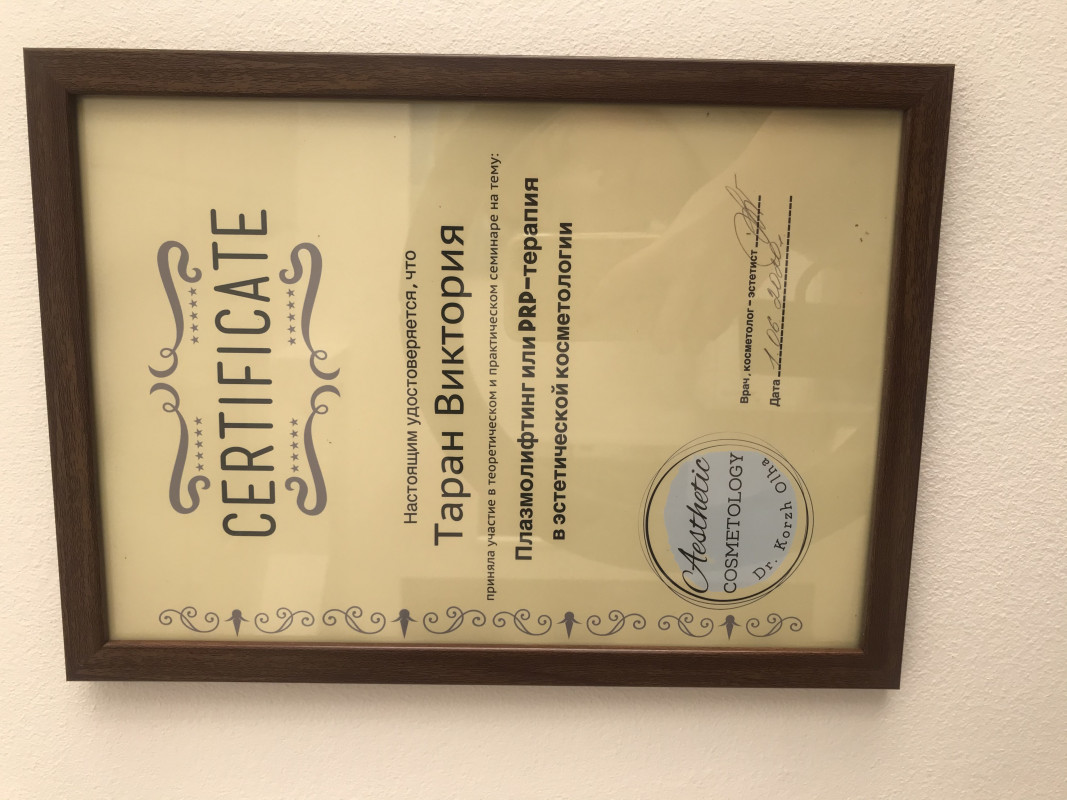 CERTIFICATE
Настоящим удостоверяется, что
Таран Виктория
приняла участие в теоретическом и практическом семинаре на тему:
Плазмолифтинг или PRP-терапия
в эстетической косметологии
Aesthetic
COSMETOLOGY
Dr. Korzh Olha
Врач, косметолог - эстетист
Дата